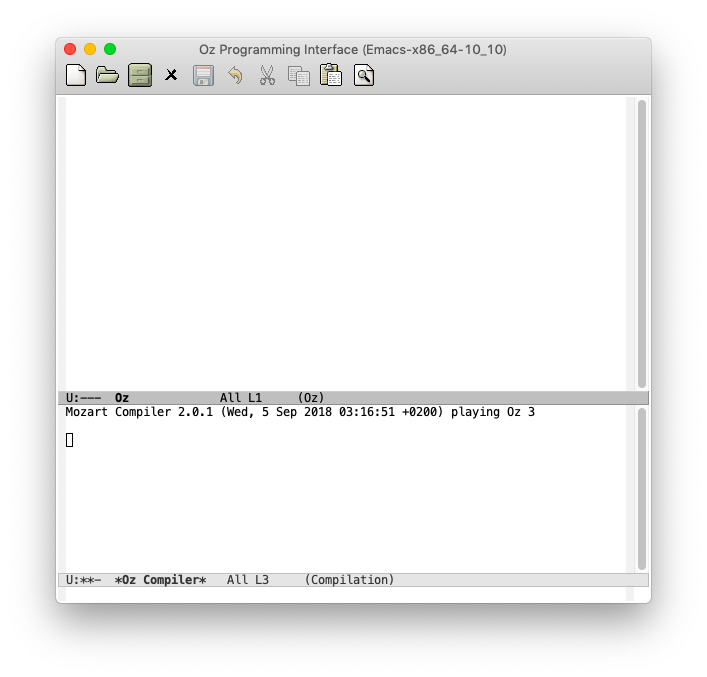 Oz Programming Interface (Emacs-x86_64-10_10)
U:---  Oz             All L1     (Oz)
Mozart Compiler 2.0.1 (Wed, 5 Sep 2018 03:16:51 +0200) playing Oz 3
U:**-  *Oz Compiler*   All L3     (Compilation)